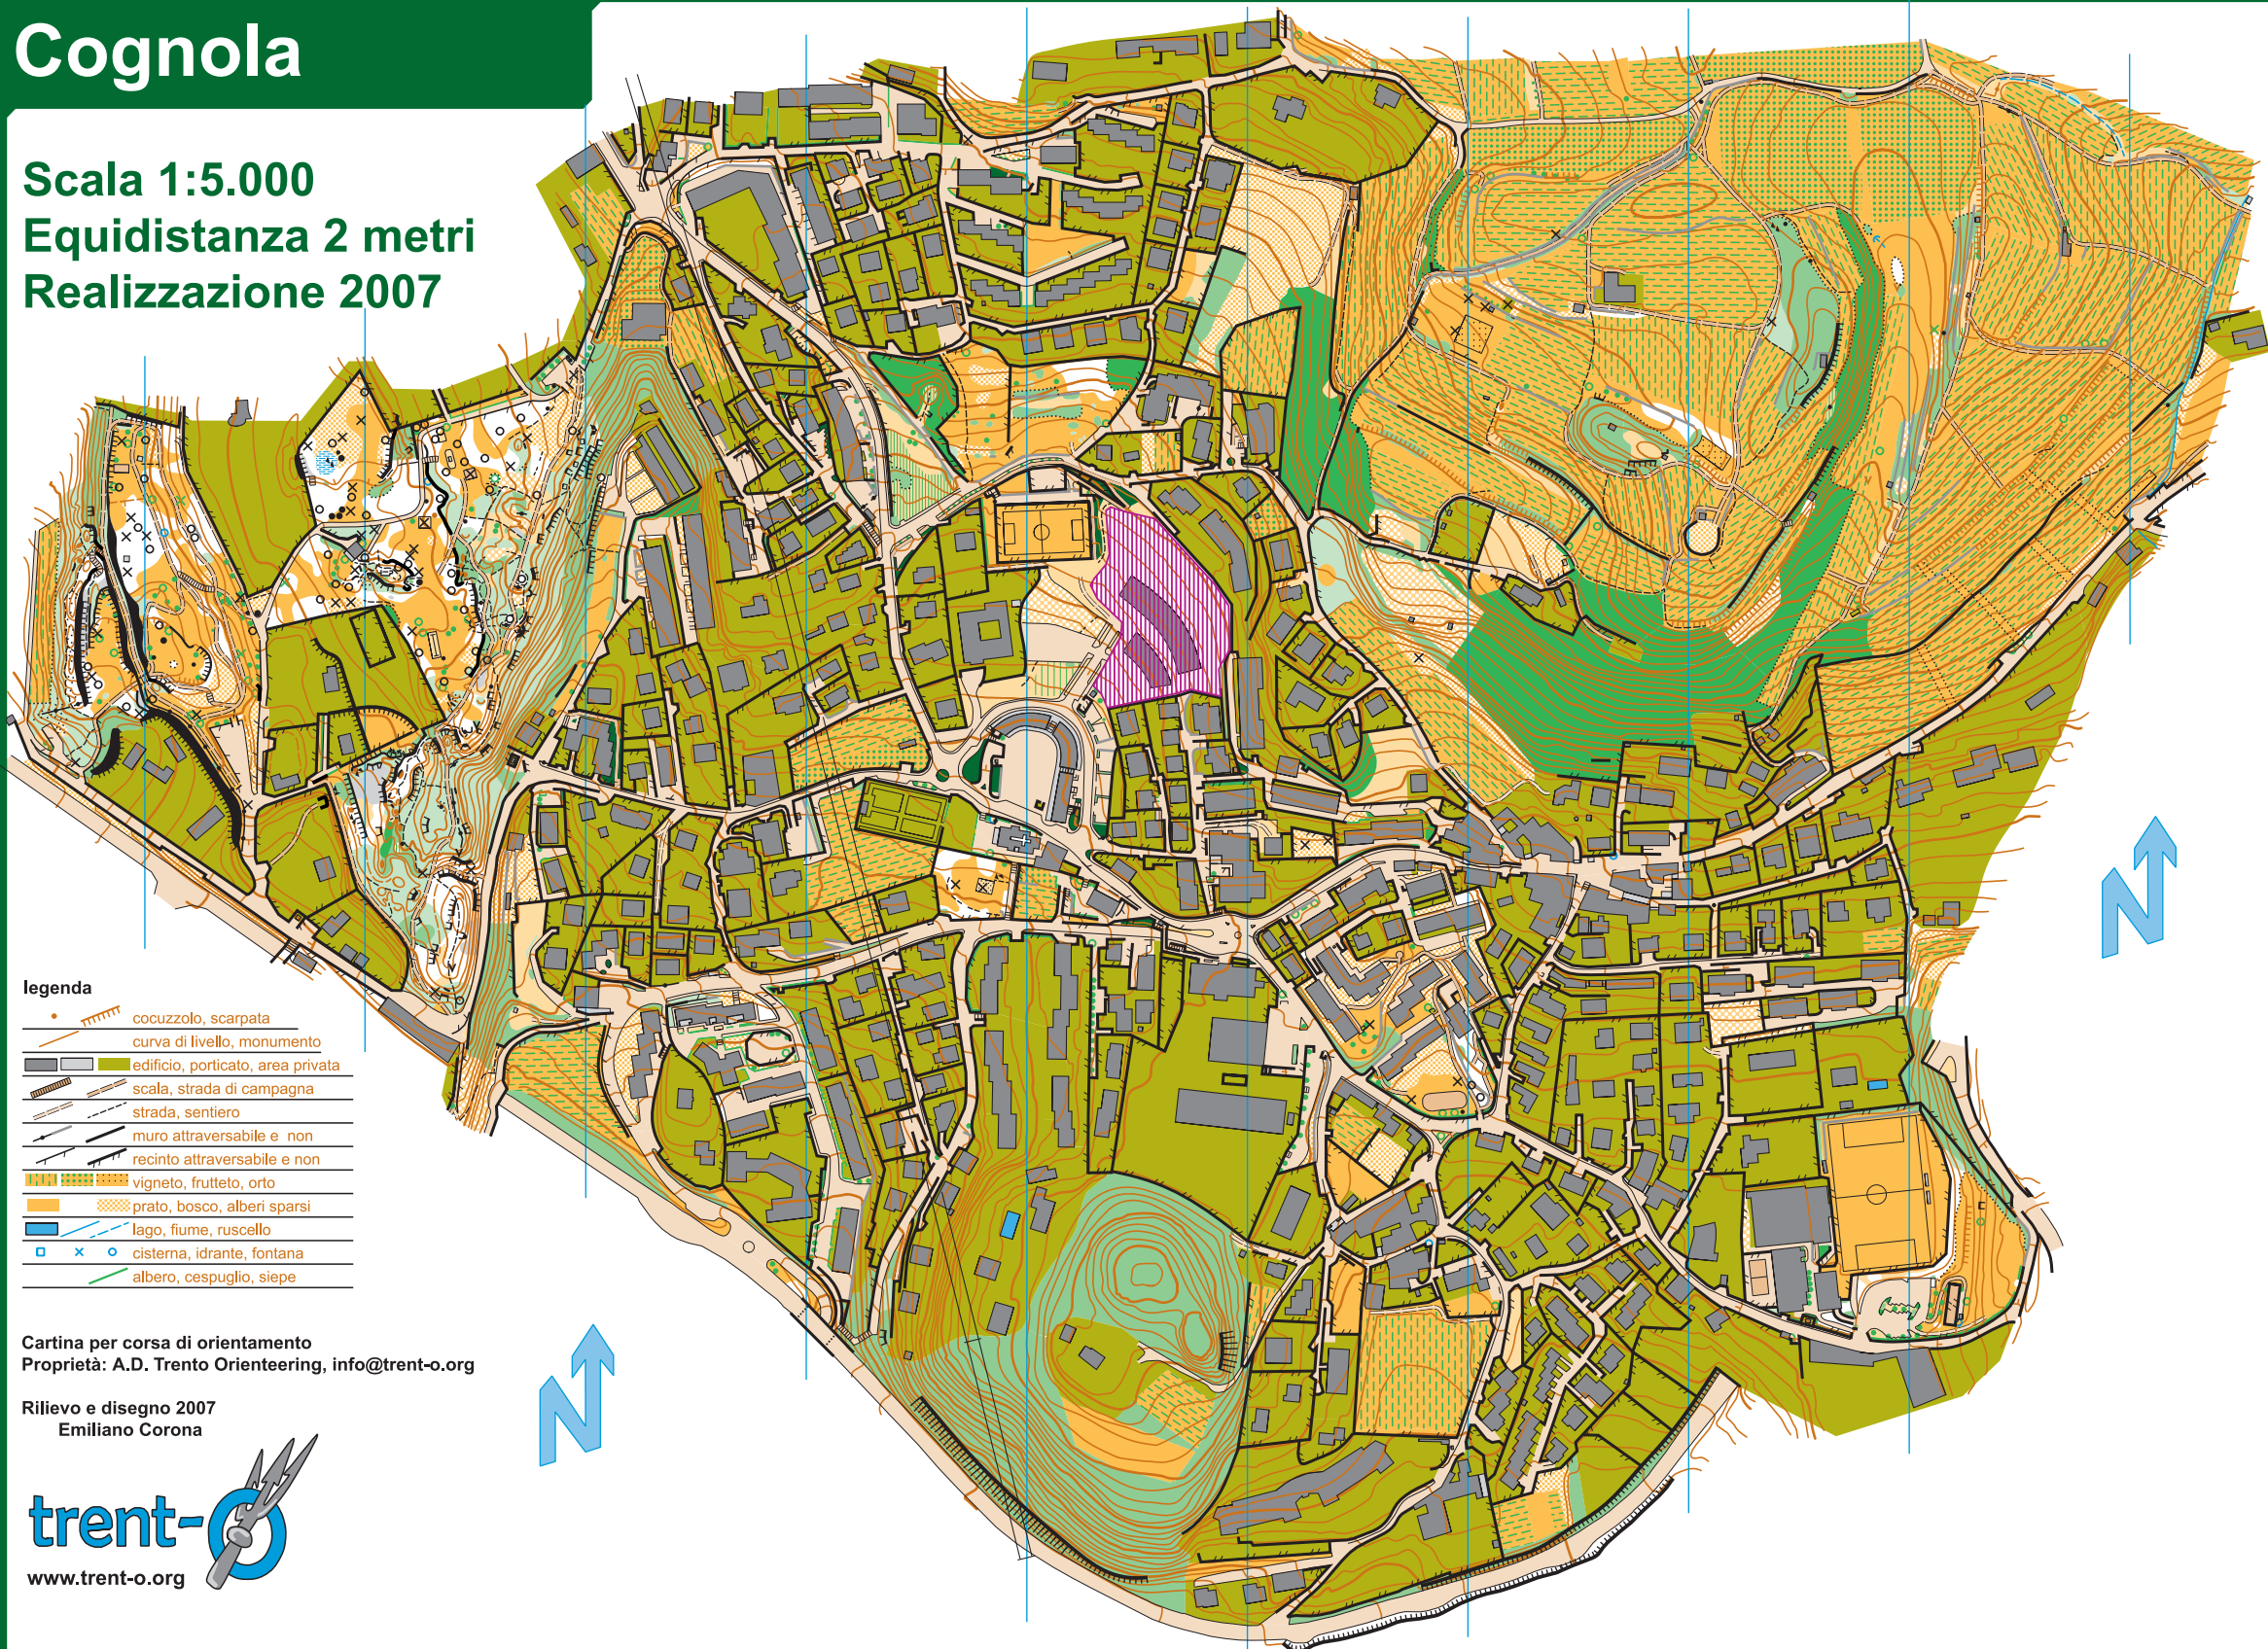 Cognola
Scala 1:5.000
Equidistanza 2 metri
Realizzazione 2007
legenda
cocuzzolo, scarpata
curva di livello, monumento
edificio, porticato, area privata
scala, strada di campagna
strada, sentiero
muro attraversabile e non
recinto attraversabile e non
vigneto, frutteto, orto
prato, bosco, alberi sparsi
lago, fiume, ruscello
cisterna, idrante, fontana
albero, cespuglio, siepe
Cartina per corsa di orientamento
Proprietà: A.D. Trento Orienteering, info@trent-o.org
Rilievo e disegno 2007
Emiliano Corona
trent-O
www.trent-o.org
N
N